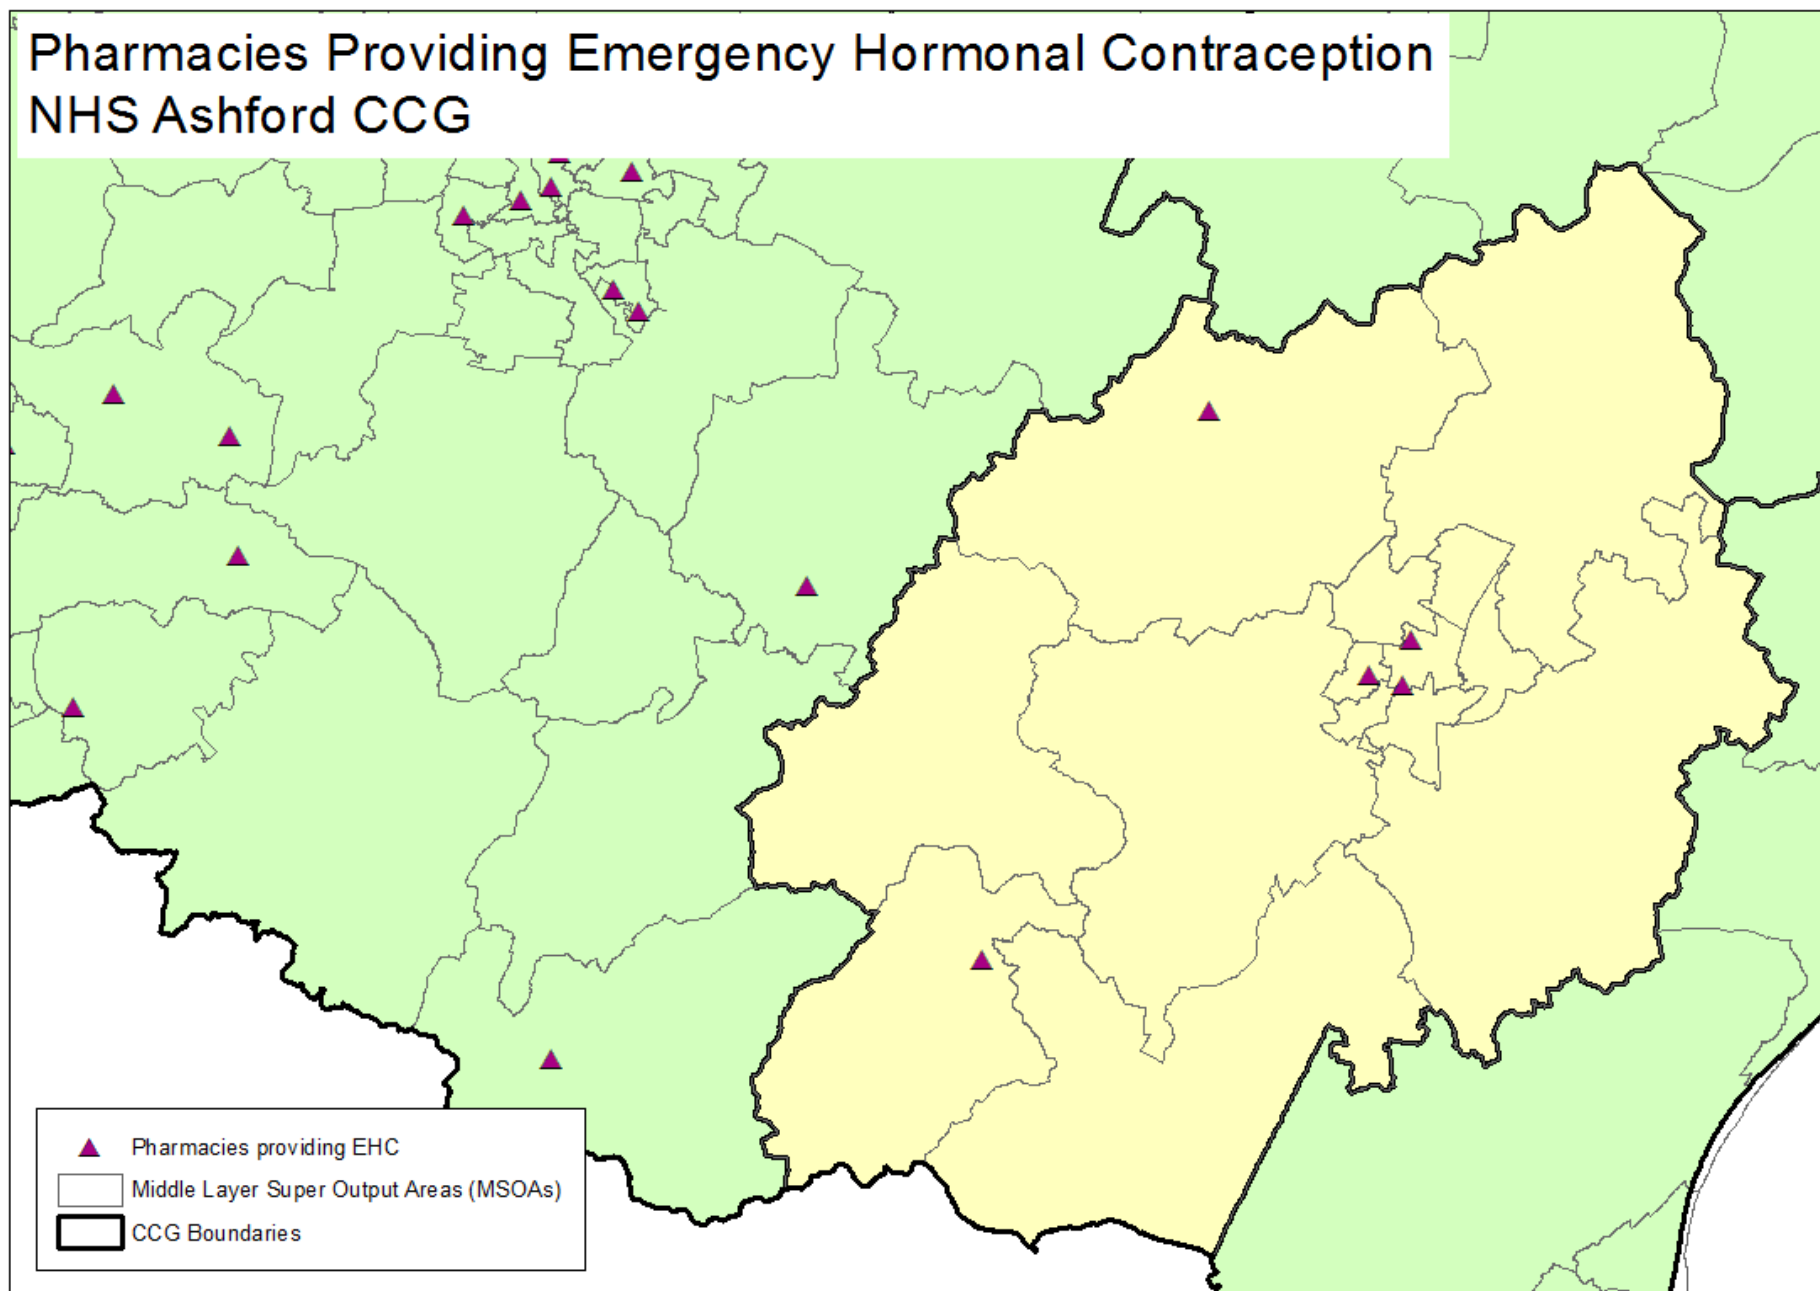 Pharmacies Providing Emergency Hormonal Contraception
NHS Ashford CCG
Pharmacies providing EHC
Middle Layer Super Output Areas (MSOAs)
CCG Boundaries